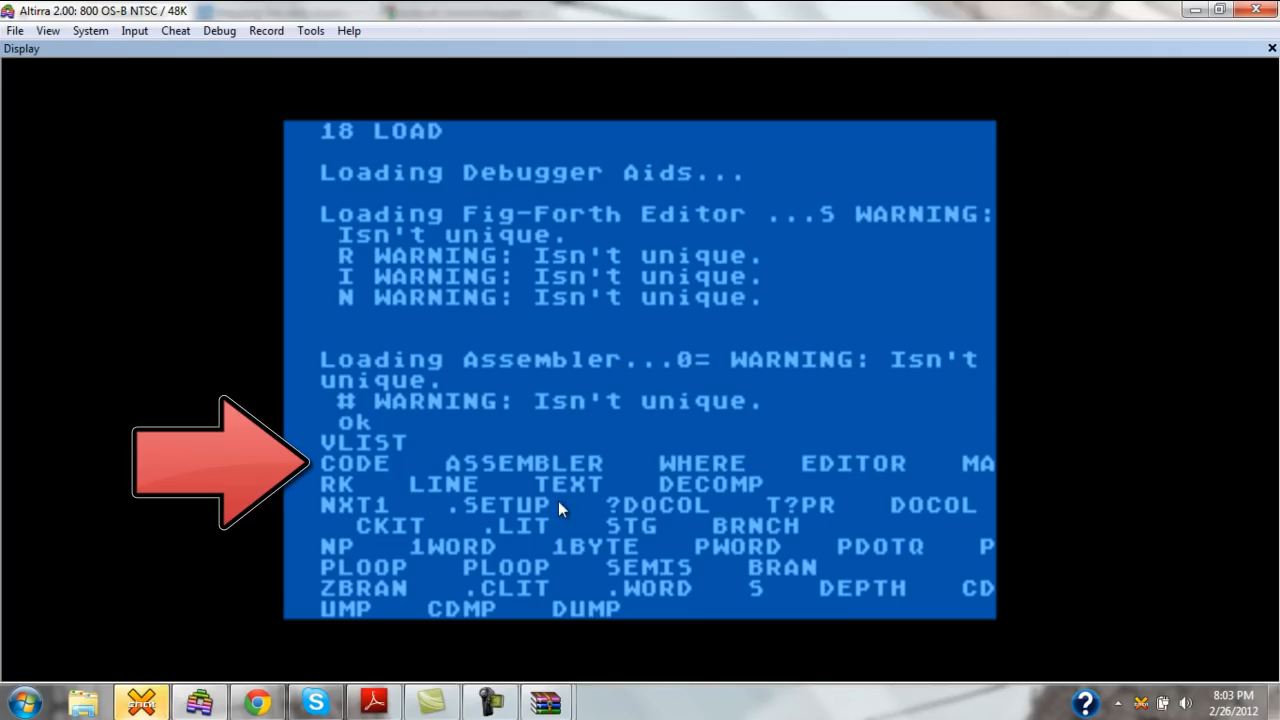 Altirra 2.00: 800 OS-B NTSC / 48K
File View System Input Cheat Debug Record Tools Help
Display
18 LOAD
Loading Debugger Aids...
Loading Fig-Forth Editor ...S WARNING:
Isn't unique.
R WARNING: Isn't unique.
I WARNING: Isn't unique.
N WARNING: Isn't unique.
Loading Assembler...0= WARNING: Isn't
unique.
# WARNING: Isn't unique.
ok
VLIST
CODE ASSEMBLER WHERE EDITOR MA
RK LINE TEXT DECOMP
NXT1 .SETUP ?DOCOL T?PR DOCOL
CKIT .LIT STG BRNCH
NP 1WORD 1BYTE PWORD PDOTQ P
PLOOP PLOOP SEMIS BRAN
ZBRAN .CLIT .WORD S DEPTH CD
UMP CDMP DUMP
8:03 PM
2/26/2012